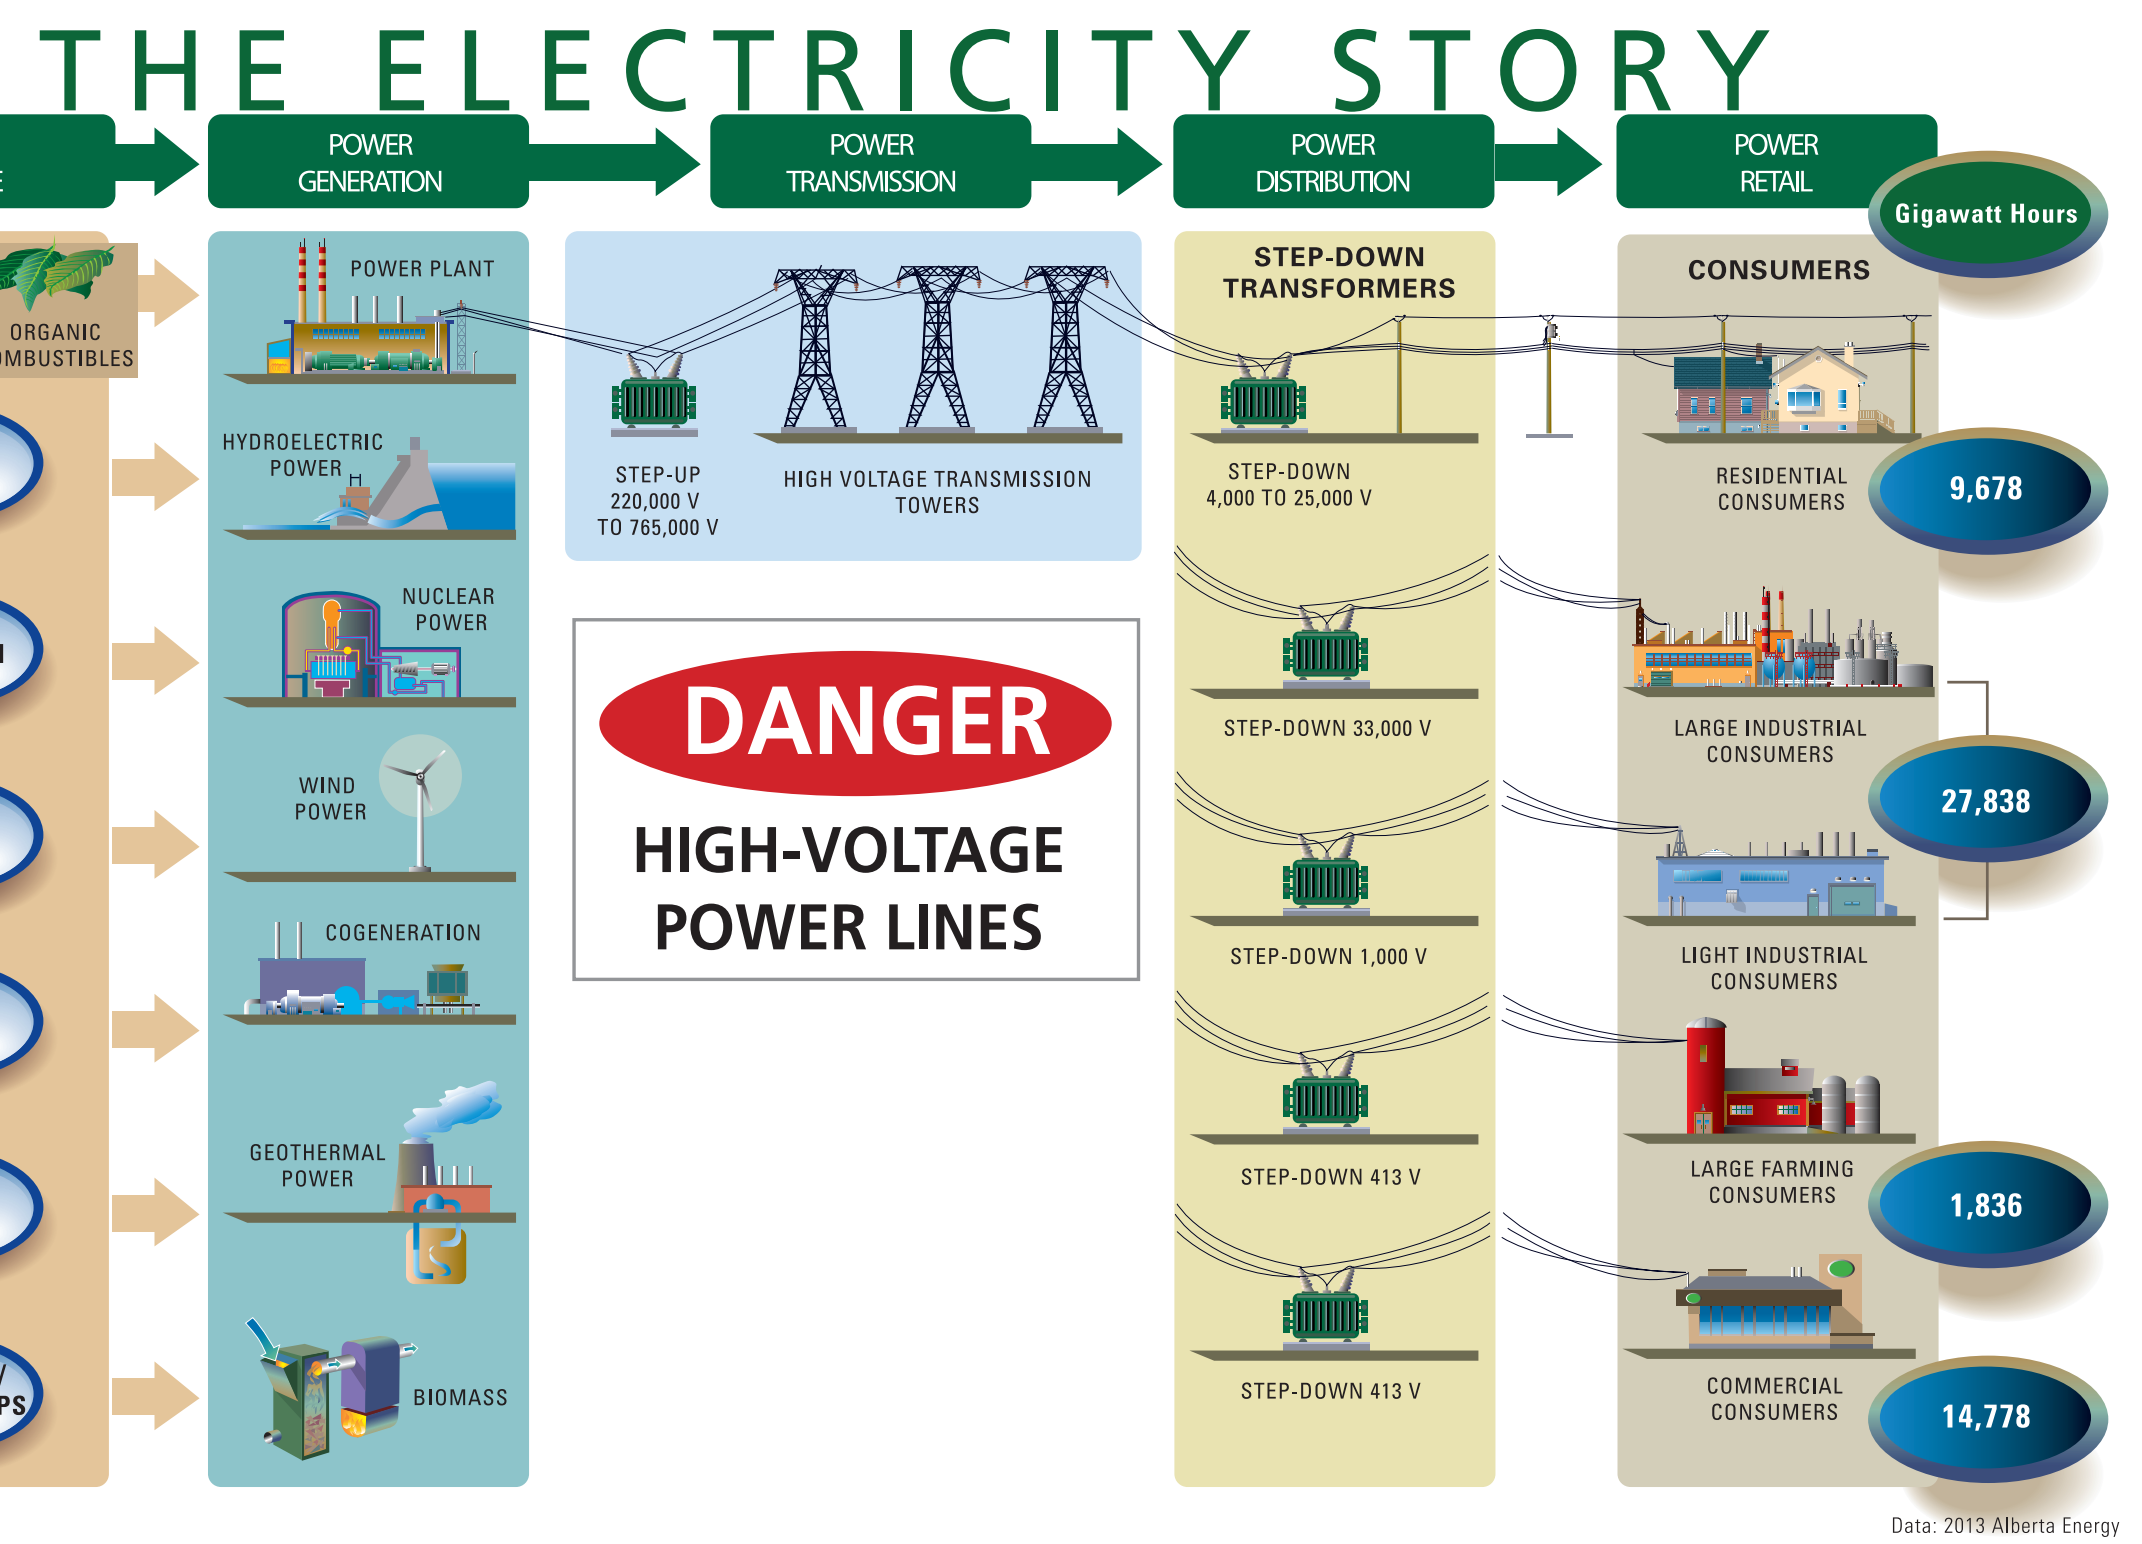 THE ELECTRICITY STORY
E
POWER
GENERATION
POWER
TRANSMISSION
POWER
DISTRIBUTION
POWER
RETAIL
Gigawatt Hours
ORGANIC
OMBUSTIBLES
PS
POWER PLANT
HYDROELECTRIC
POWER
NUCLEAR
POWER
WIND
POWER
COGENERATION
GEOTHERMAL
POWER
BIOMASS
STEP-UP
220,000 V
TO 765,000 V
HIGH VOLTAGE TRANSMISSION
TOWERS
DANGER
HIGH-VOLTAGE
POWER LINES
STEP-DOWN
TRANSFORMERS
STEP-DOWN
4,000 TO 25,000 V
STEP-DOWN 33,000 V
STEP-DOWN 1,000 V
STEP-DOWN 413 V
STEP-DOWN 413 V
CONSUMERS
RESIDENTIAL
CONSUMERS
9,678
LARGE INDUSTRIAL
CONSUMERS
27,838
LIGHT INDUSTRIAL
CONSUMERS
LARGE FARMING
CONSUMERS
1,836
COMMERCIAL
CONSUMERS
14,778
Data: 2013 Alberta Energy